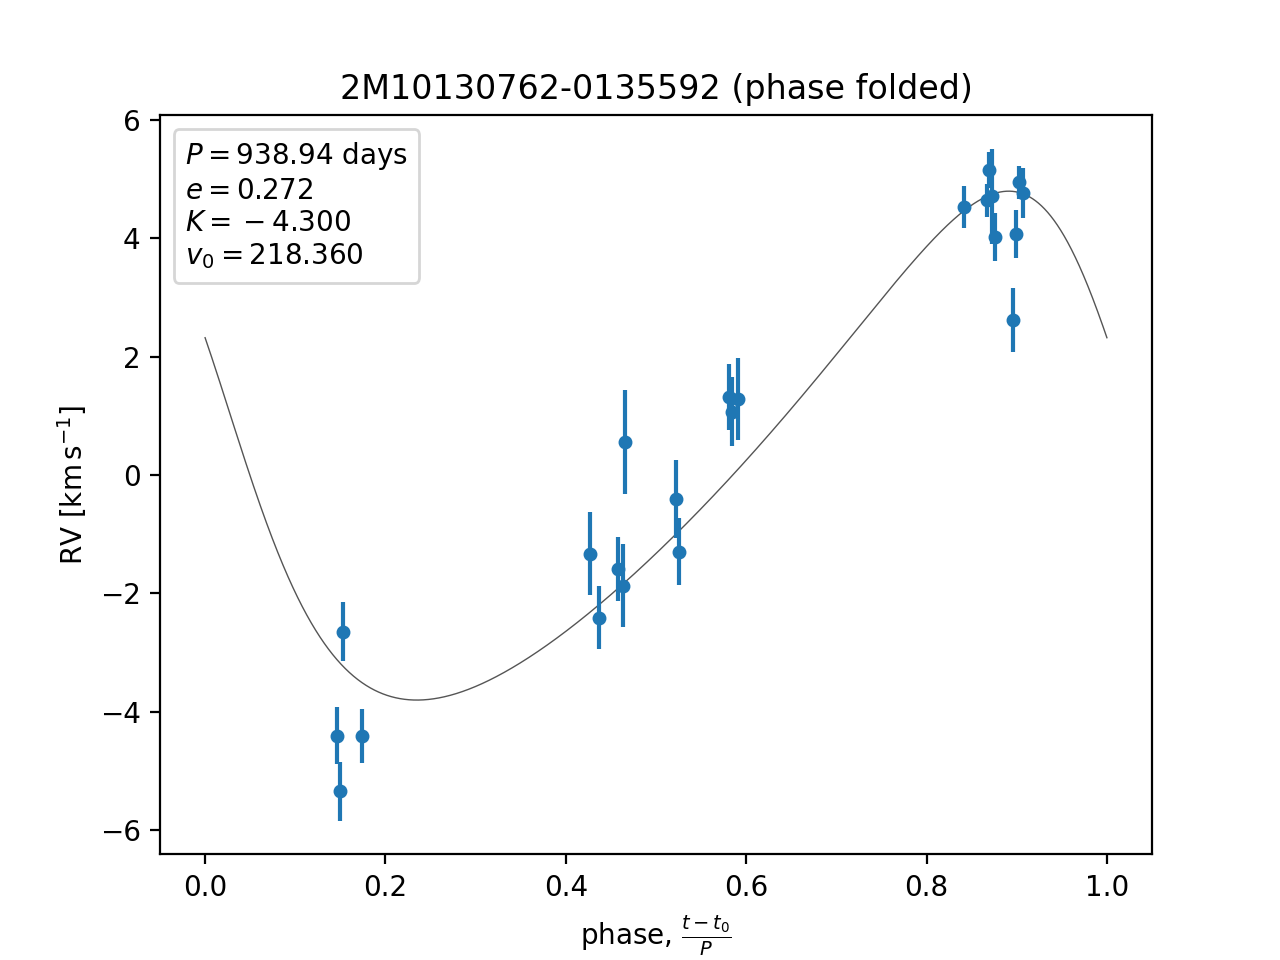 2M10130762-0135592 (phase folded)
P = 938.94 days
e = 0.272
K = −4.300
v₀ = 218.360
6
4
2
0
−2
−4
−6
RV [km s⁻¹]
0.0 0.2 0.4 0.6 0.8 1.0
phase, (t − t₀)/P